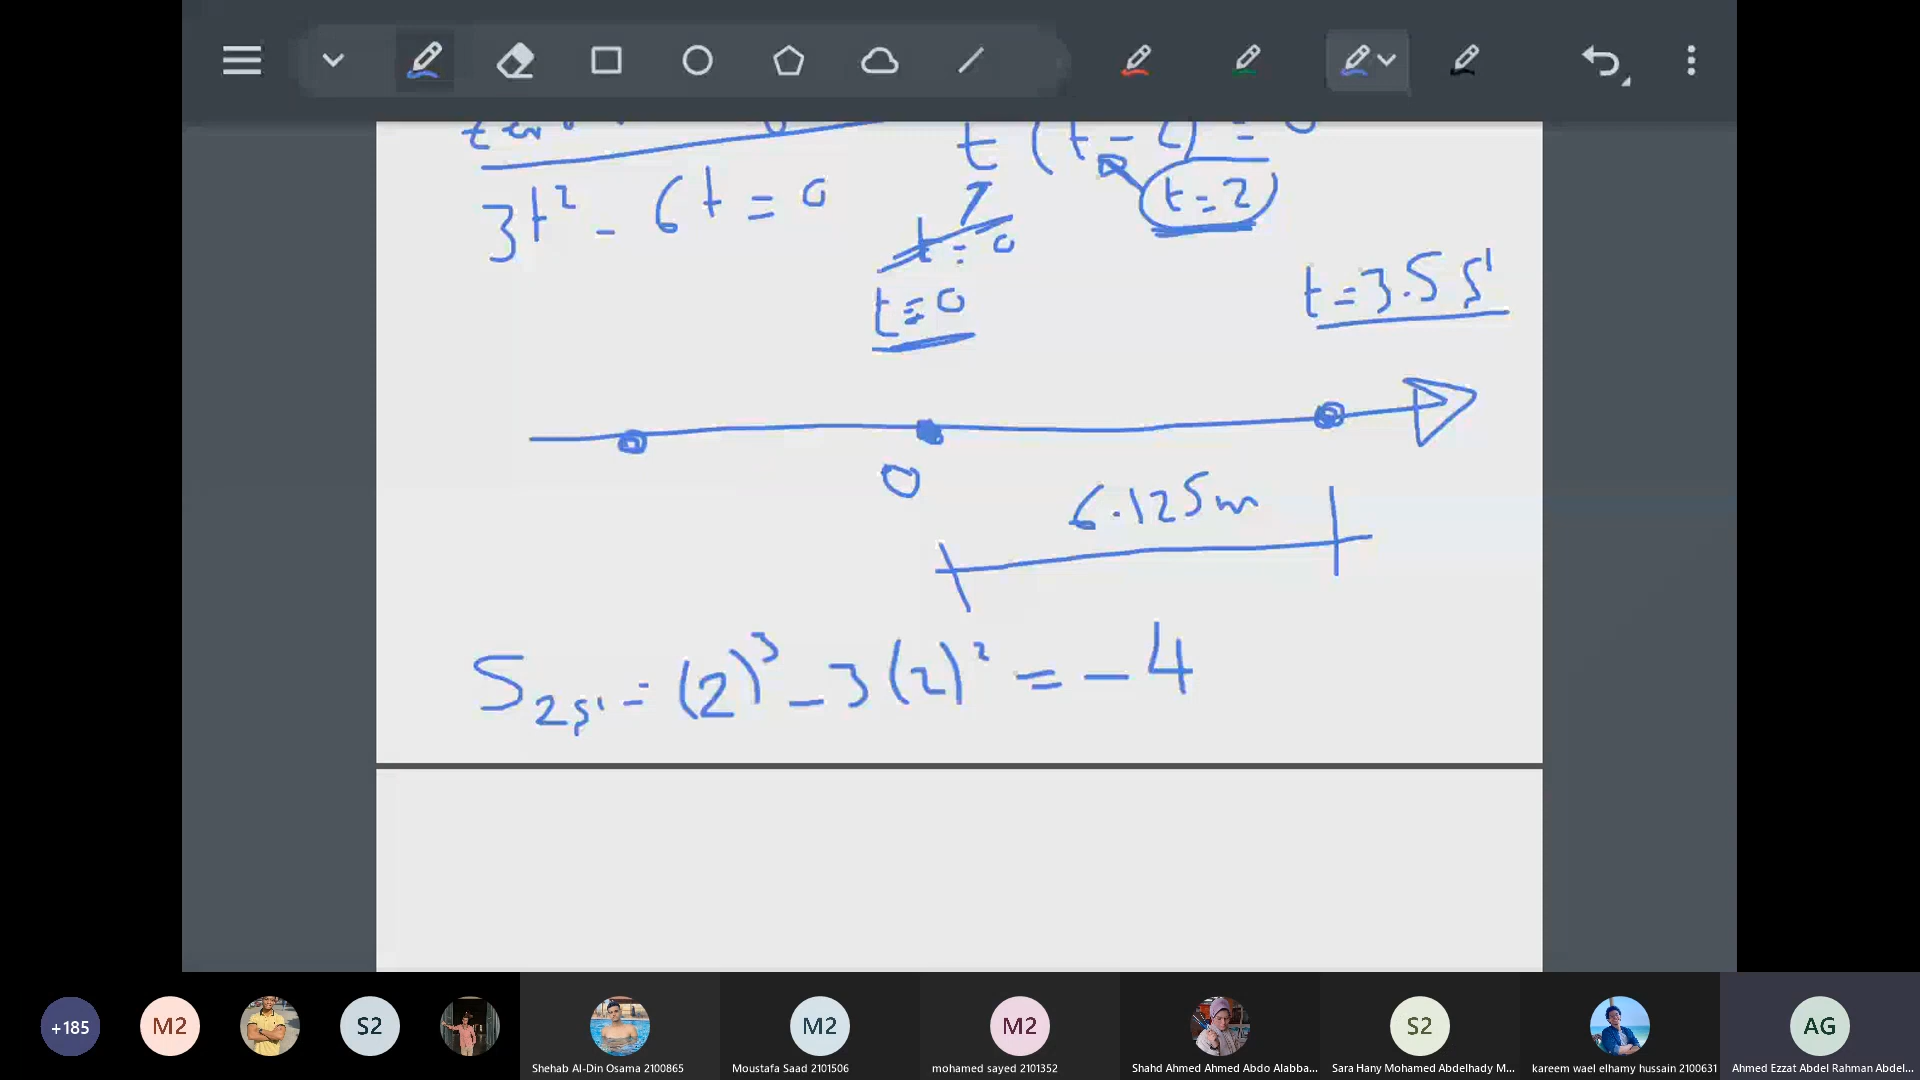 t (t - 2) = 0
3t² - 6t = 0
t = 2
t = 0
t = 0
t = 3.5 s'
0
6.125m
S 2s' = (2)³ - 3(2)² = - 4
+185
M2
S2
M2
M2
S2
AG
Shehab Al-Din Osama 2100865
Moustafa Saad 2101506
mohamed sayed 2101352
Shahd Ahmed Ahmed Abdo Alabba...
Sara Hany Mohamed Abdelhady M...
kareem wael elhamy hussain 2100631
Ahmed Ezzat Abdel Rahman Abdel...